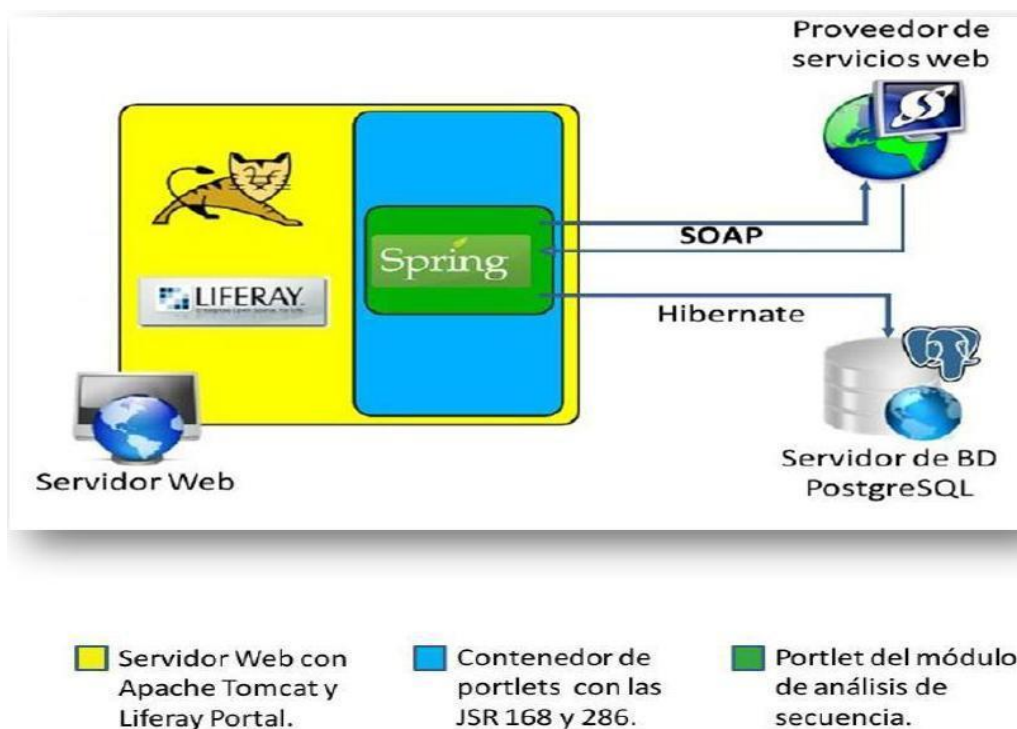 Proveedor de
servicios web
SOAP
Spring
LIFERAY.
Hibernate
Servidor Web
Servidor de BD
PostgreSQL
Servidor Web con
Apache Tomcat y
Liferay Portal.
Contenedor de
portlets con las
JSR 168 y 286.
Portlet del módulo
de análisis de
secuencia.